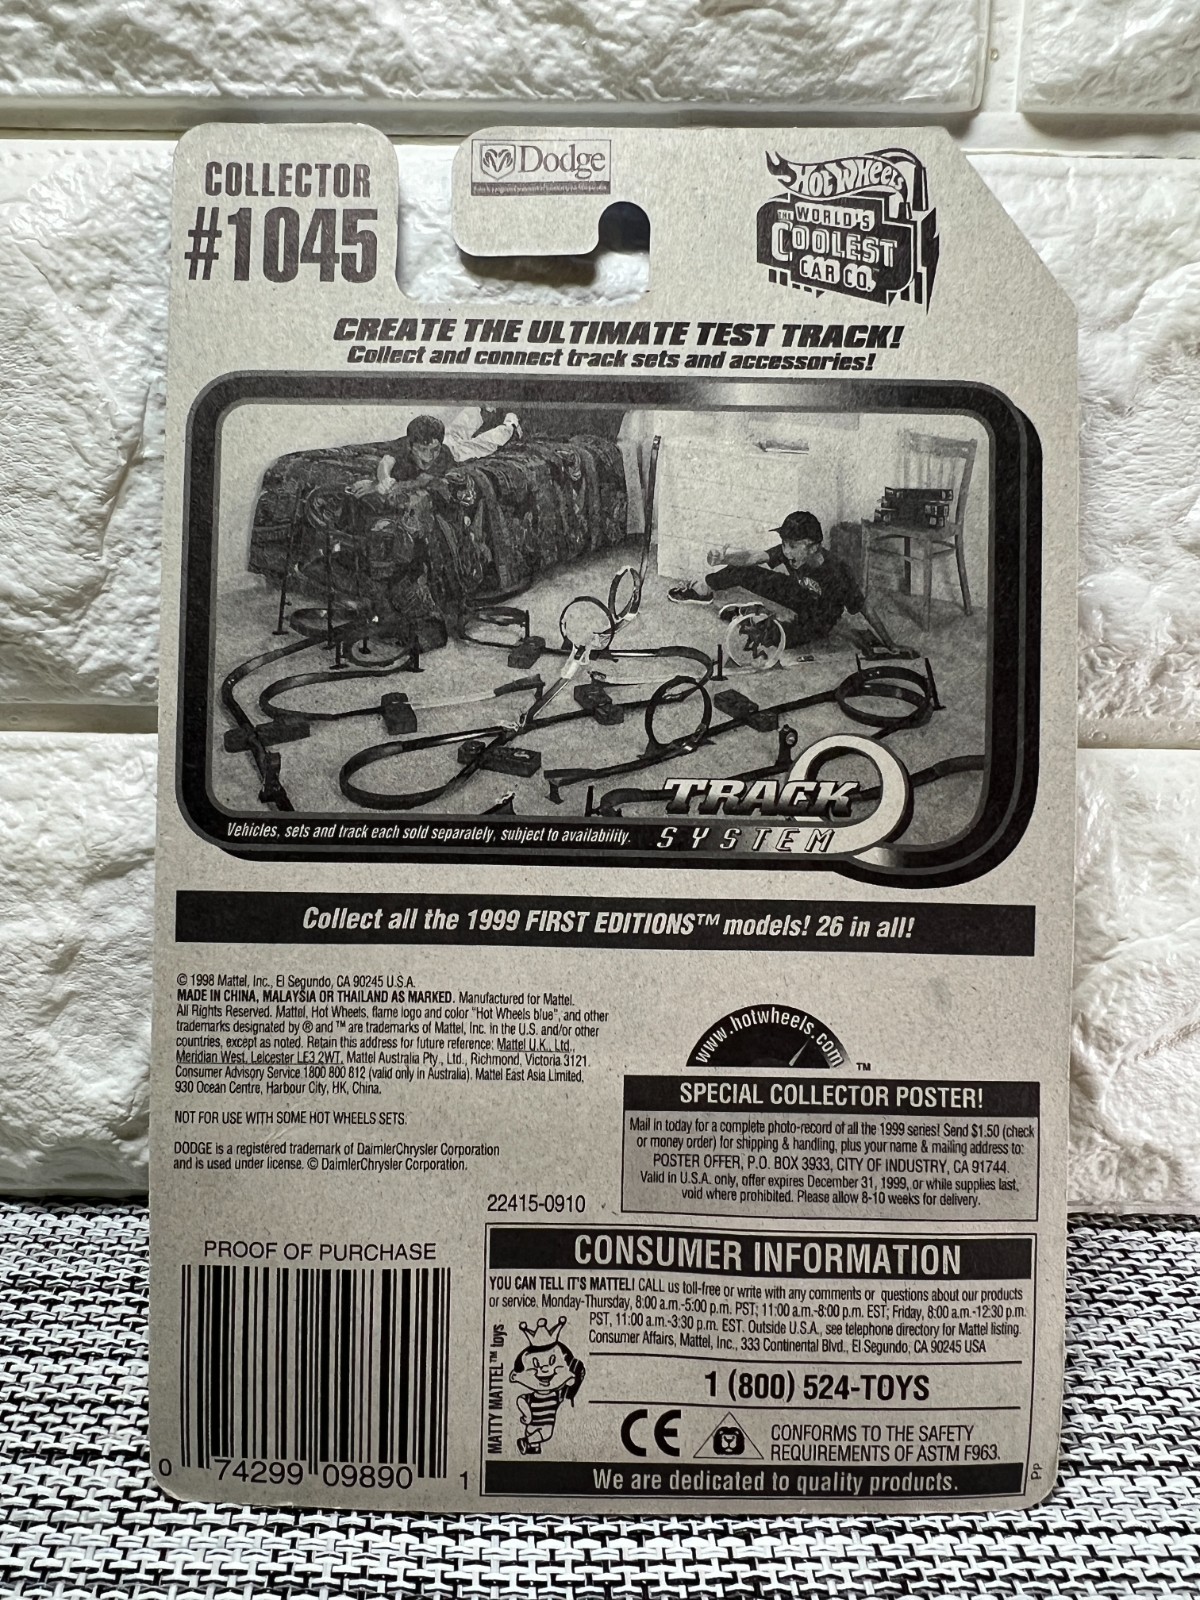 COLLECTOR
#1045
Dodge
HOT WHEELS
THE WORLD'S
COOLEST
CAR CO.™
CREATE THE ULTIMATE TEST TRACK!
Collect and connect track sets and accessories!
TRACK
SYSTEM
Vehicles, sets and track each sold separately, subject to availability.
Collect all the 1999 FIRST EDITIONS™ models! 26 in all!
© 1998 Mattel, Inc., El Segundo, CA 90245 U.S.A.
MADE IN CHINA, MALAYSIA OR THAILAND AS MARKED. Manufactured for Mattel.
All Rights Reserved. Mattel, Hot Wheels, flame logo and color "Hot Wheels blue", and other
trademarks designated by ® and ™ are trademarks of Mattel, Inc. in the U.S. and/or other
countries, except as noted. Retain this address for future reference: Mattel U.K., Ltd.,
Meridian West, Leicester LE3 2WT. Mattel Australia Pty., Ltd., Richmond, Victoria 3121.
Consumer Advisory Service 1800 800 812 (valid only in Australia). Mattel East Asia Limited,
930 Ocean Centre, Harbour City, HK, China.
NOT FOR USE WITH SOME HOT WHEELS SETS.
DODGE is a registered trademark of DaimlerChrysler Corporation
and is used under license. © DaimlerChrysler Corporation.
www.hotwheels.com ™
SPECIAL COLLECTOR POSTER!
Mail in today for a complete photo-record of all the 1999 series! Send $1.50 (check
or money order) for shipping & handling, plus your name & mailing address to:
POSTER OFFER, P.O. BOX 3933, CITY OF INDUSTRY, CA 91744.
Valid in U.S.A. only, offer expires December 31, 1999, or while supplies last,
void where prohibited. Please allow 8-10 weeks for delivery.
22415-0910
PROOF OF PURCHASE
0 74299 09890 1
CONSUMER INFORMATION
YOU CAN TELL IT'S MATTEL! CALL us toll-free or write with any comments or questions about our products
or service. Monday-Thursday, 8:00 a.m.-5:00 p.m. PST; 11:00 a.m.-8:00 p.m. EST; Friday, 8:00 a.m.-12:30 p.m.
PST, 11:00 a.m.-3:30 p.m. EST. Outside U.S.A., see telephone directory for Mattel listing.
Consumer Affairs, Mattel, Inc., 333 Continental Blvd., El Segundo, CA 90245 USA
MATTY MATTEL™ toys
1 (800) 524-TOYS
CE
CONFORMS TO THE SAFETY
REQUIREMENTS OF ASTM F963.
We are dedicated to quality products.
Pp